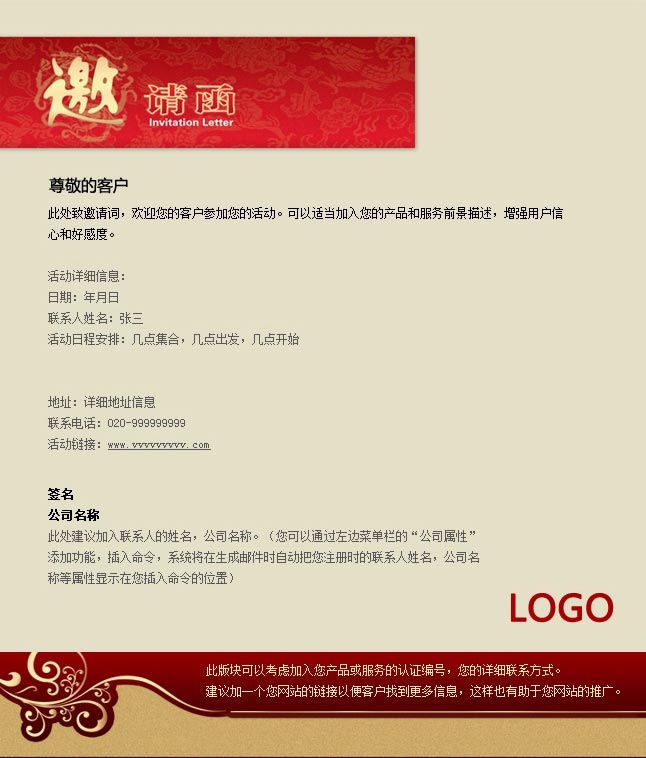 邀请函
Invitation Letter
尊敬的客户
此处致邀请词，欢迎您的客户参加您的活动。可以适当加入您的产品和服务前景描述，增强用户信
心和好感度。
活动详细信息：
日期：年月日
联系人姓名：张三
活动日程安排：几点集合，几点出发，几点开始
地址：详细地址信息
联系电话：020-999999999
活动链接：www.vvvvvvvvv.com
签名
公司名称
此处建议加入联系人的姓名，公司名称。（您可以通过左边菜单栏的“公司属性”
添加功能，插入命令，系统将在生成邮件时自动把您注册时的联系人姓名，公司名
称等属性显示在您插入命令的位置）
LOGO
此版块可以考虑加入您产品或服务的认证编号，您的详细联系方式。
建议加一个您网站的链接以便客户找到更多信息，这样也有助于您网站的推广。